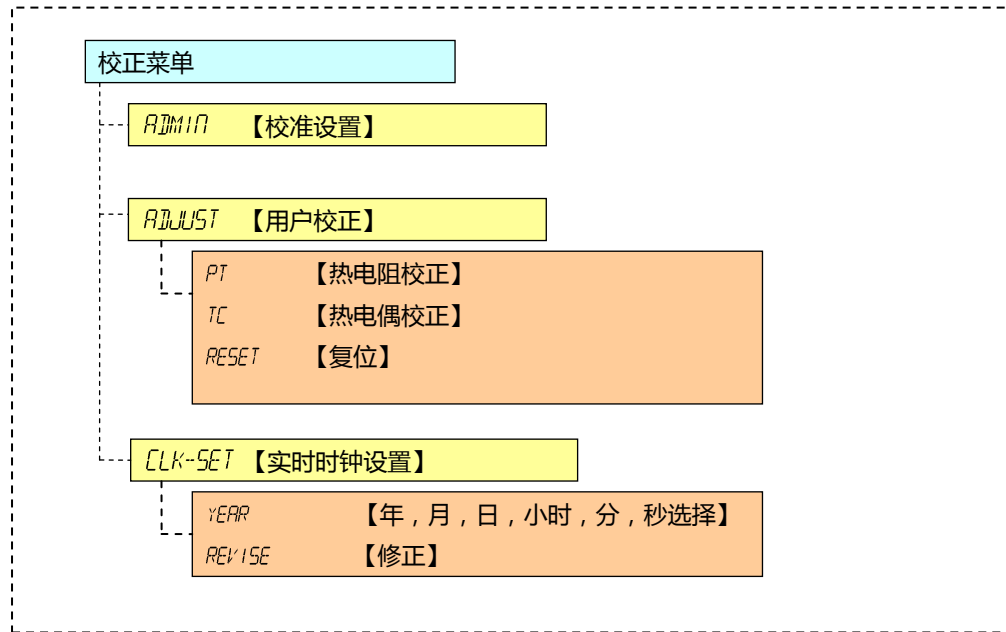 校正菜单
ADMIN 【校准设置】
ADJUST 【用户校正】
PT 【热电阻校正】
TC 【热电偶校正】
RESET 【复位】
CLK-SET 【实时时钟设置】
YEAR 【年，月，日，小时，分，秒选择】
REVISE 【修正】